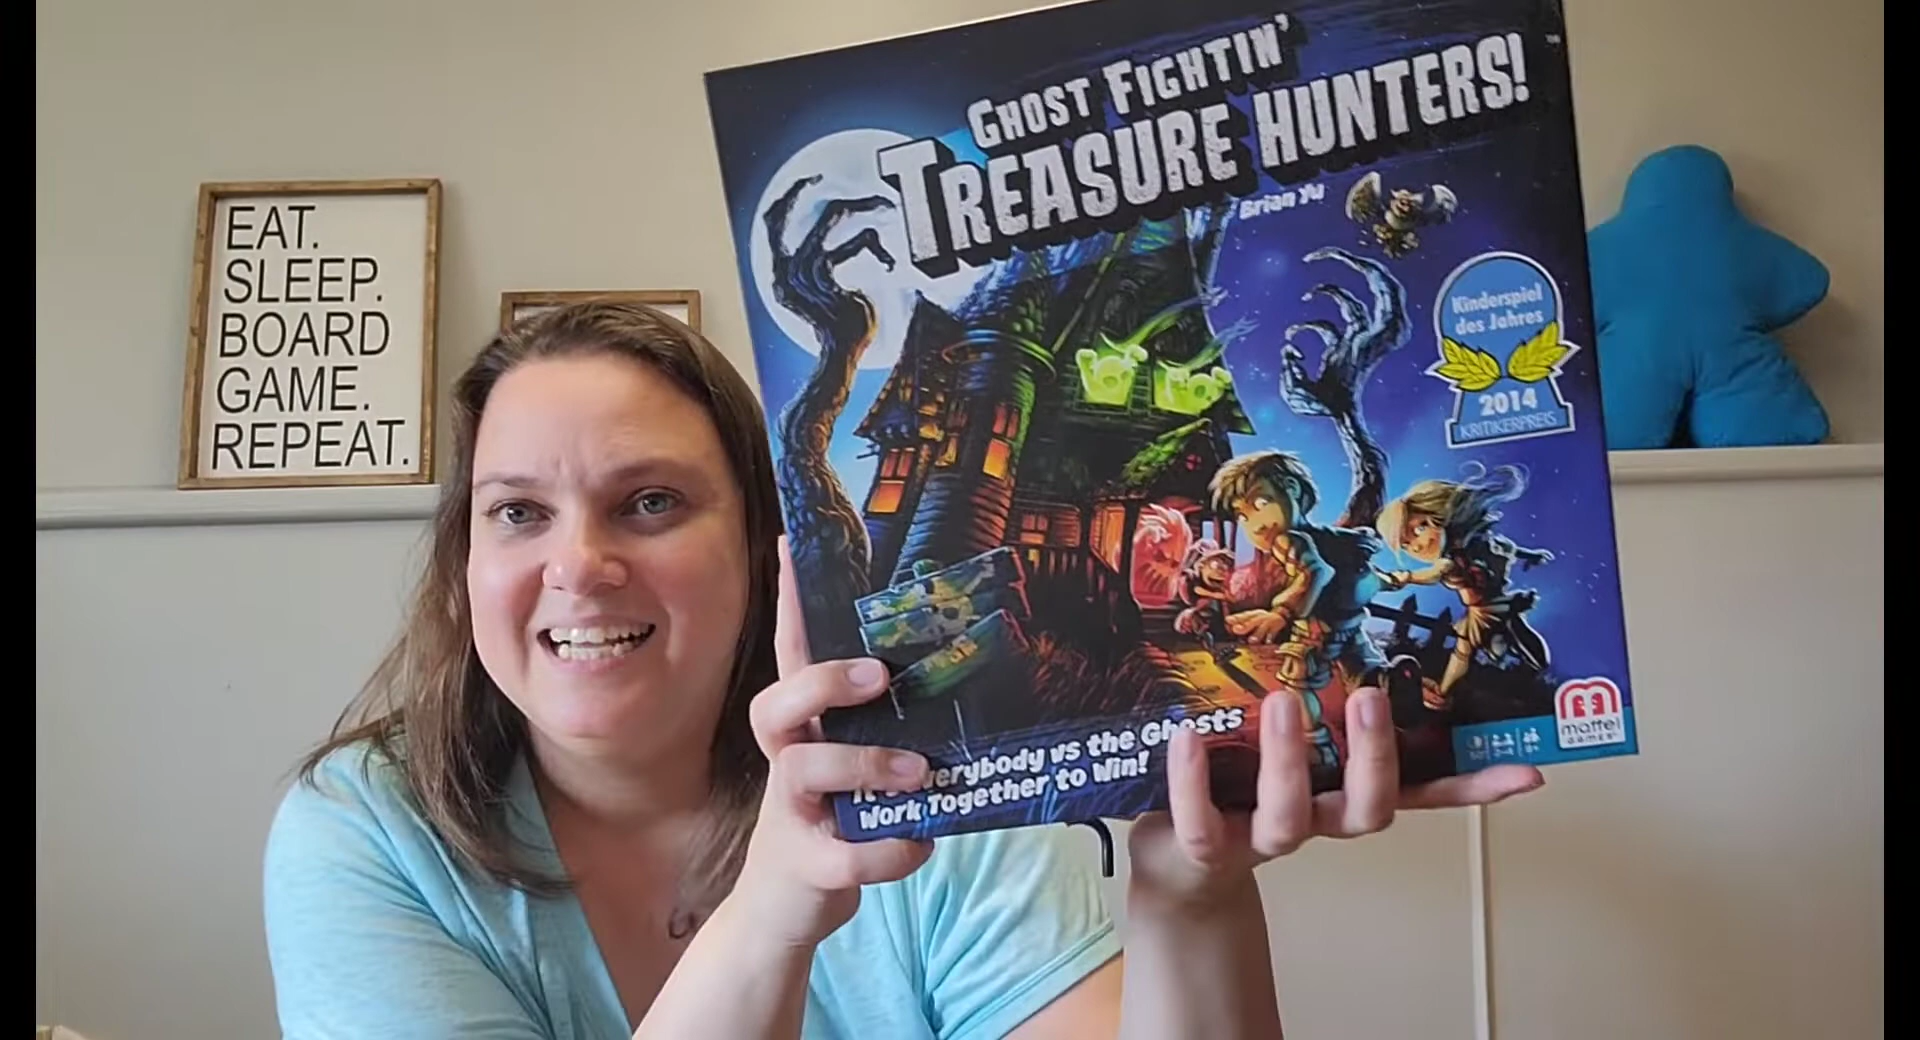 EAT.
SLEEP.
BOARD
GAME.
REPEAT.
GHOST FIGHTIN'
TREASURE HUNTERS!
Brian Yu
Kinderspiel
des Jahres
2014
KRITIKERPREIS
vs the Ghosts
Work Together to Win!
mattel
GAMES